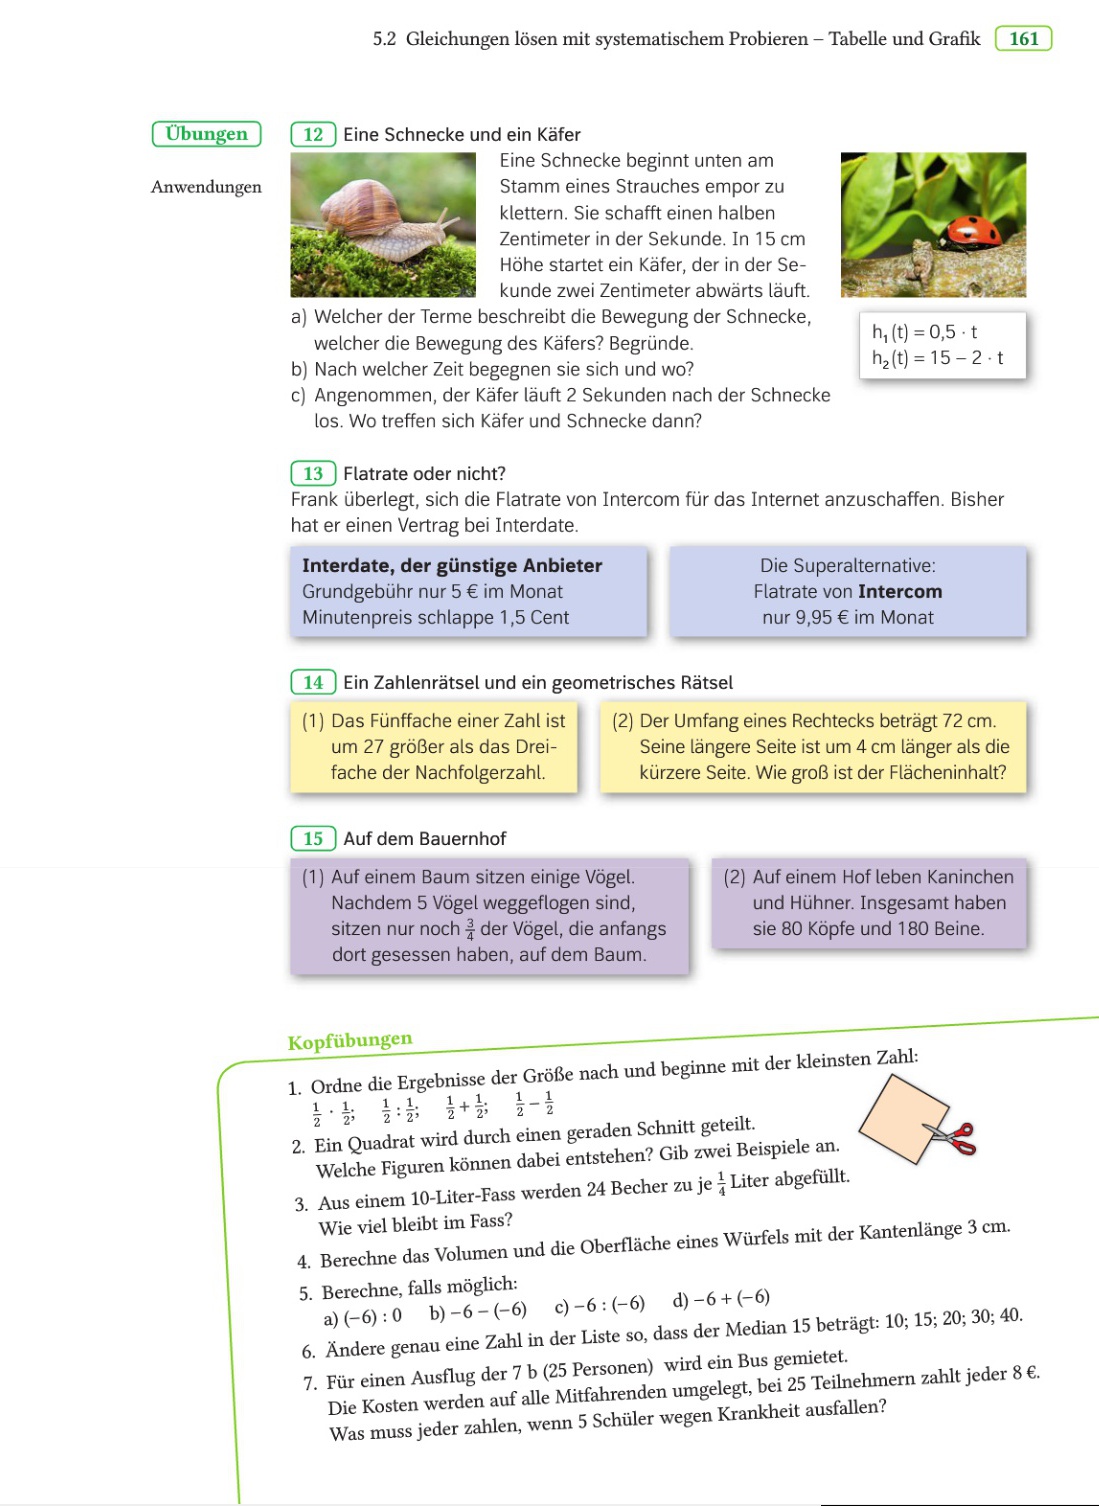 5.2 Gleichungen lösen mit systematischem Probieren – Tabelle und Grafik 161
Übungen
Anwendungen
12 Eine Schnecke und ein Käfer
Eine Schnecke beginnt unten am
Stamm eines Strauches empor zu
klettern. Sie schafft einen halben
Zentimeter in der Sekunde. In 15 cm
Höhe startet ein Käfer, der in der Se-
kunde zwei Zentimeter abwärts läuft.
a) Welcher der Terme beschreibt die Bewegung der Schnecke,
welcher die Bewegung des Käfers? Begründe.
b) Nach welcher Zeit begegnen sie sich und wo?
c) Angenommen, der Käfer läuft 2 Sekunden nach der Schnecke
los. Wo treffen sich Käfer und Schnecke dann?
h₁(t) = 0,5 · t
h₂(t) = 15 – 2 · t
13 Flatrate oder nicht?
Frank überlegt, sich die Flatrate von Intercom für das Internet anzuschaffen. Bisher
hat er einen Vertrag bei Interdate.
Interdate, der günstige Anbieter
Grundgebühr nur 5 € im Monat
Minutenpreis schlappe 1,5 Cent
Die Superalternative:
Flatrate von Intercom
nur 9,95 € im Monat
14 Ein Zahlenrätsel und ein geometrisches Rätsel
(1) Das Fünffache einer Zahl ist
um 27 größer als das Drei-
fache der Nachfolgerzahl.
(2) Der Umfang eines Rechtecks beträgt 72 cm.
Seine längere Seite ist um 4 cm länger als die
kürzere Seite. Wie groß ist der Flächeninhalt?
15 Auf dem Bauernhof
(1) Auf einem Baum sitzen einige Vögel.
Nachdem 5 Vögel weggeflogen sind,
sitzen nur noch 3/4 der Vögel, die anfangs
dort gesessen haben, auf dem Baum.
(2) Auf einem Hof leben Kaninchen
und Hühner. Insgesamt haben
sie 80 Köpfe und 180 Beine.
Kopfübungen
1. Ordne die Ergebnisse der Größe nach und beginne mit der kleinsten Zahl:
1/2 · 1/2; 1/2 : 1/2; 1/2 + 1/2; 1/2 – 1/2
2. Ein Quadrat wird durch einen geraden Schnitt geteilt.
Welche Figuren können dabei entstehen? Gib zwei Beispiele an.
3. Aus einem 10-Liter-Fass werden 24 Becher zu je 1/4 Liter abgefüllt.
Wie viel bleibt im Fass?
4. Berechne das Volumen und die Oberfläche eines Würfels mit der Kantenlänge 3 cm.
5. Berechne, falls möglich:
a) (–6) : 0 b) –6 – (–6) c) –6 : (–6) d) –6 + (–6)
6. Ändere genau eine Zahl in der Liste so, dass der Median 15 beträgt: 10; 15; 20; 30; 40.
7. Für einen Ausflug der 7 b (25 Personen) wird ein Bus gemietet.
Die Kosten werden auf alle Mitfahrenden umgelegt, bei 25 Teilnehmern zahlt jeder 8 €.
Was muss jeder zahlen, wenn 5 Schüler wegen Krankheit ausfallen?